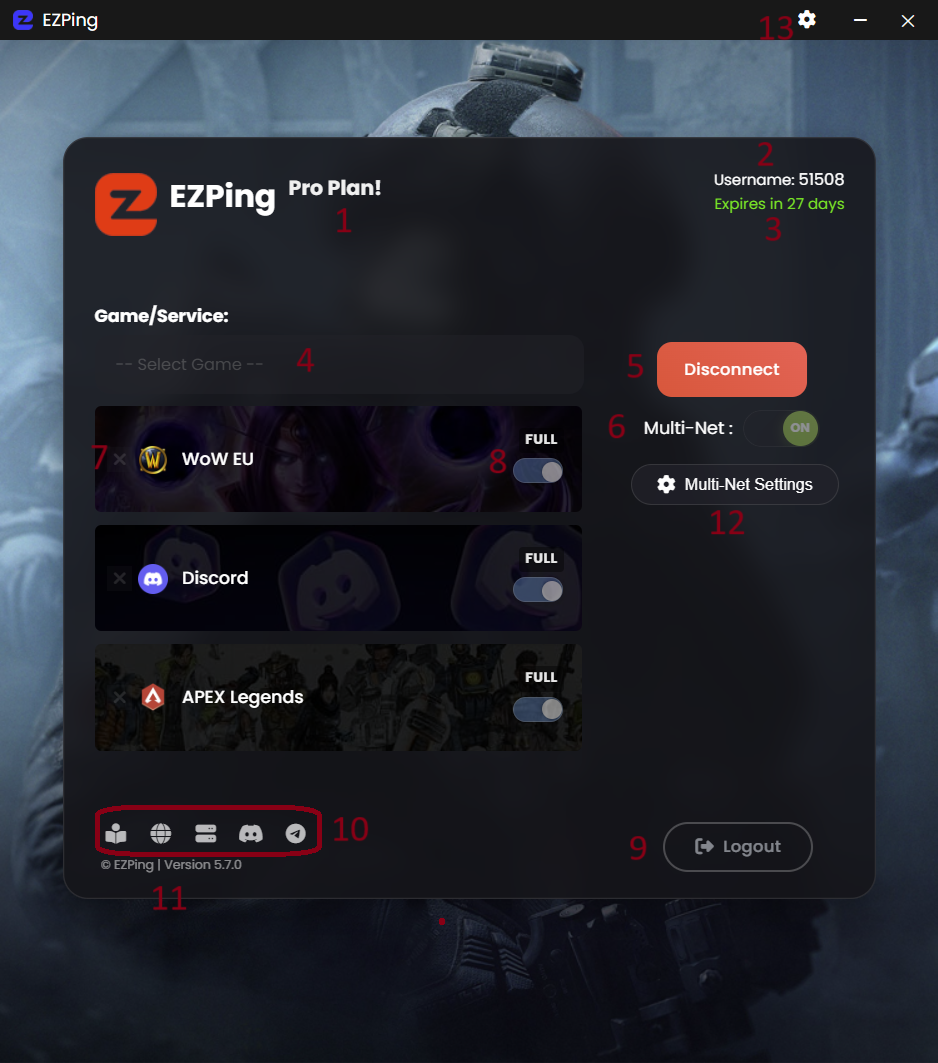 EZPing
13
2
EZPing Pro Plan!
Username: 51508
Expires in 27 days
1
3
Game/Service:
-- Select Game --
4
5
Disconnect
6
Multi-Net :
ON
7
WoW EU
8
FULL
Multi-Net Settings
12
Discord
FULL
APEX Legends
FULL
10
9
Logout
© EZPing | Version 5.7.0
11